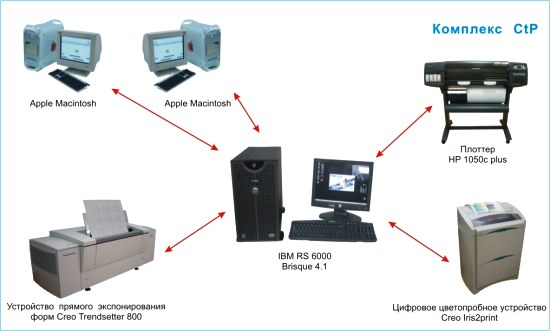 Комплекс CtP
Apple Macintosh
Apple Macintosh
Плоттер
HP 1050c plus
IBM RS 6000
Brisque 4.1
Устройство прямого экспонирования
форм Creo Trendsetter 800
Цифровое цветопробное устройство
Creo Iris2print